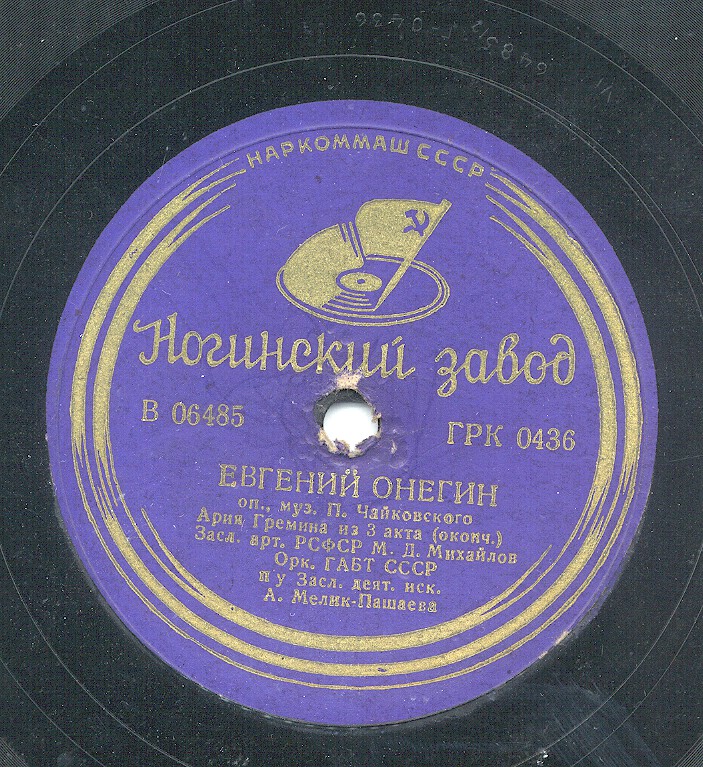 НАРКОММАШ СССР
Ногинский завод
В 06485
ГРК 0436
ЕВГЕНИЙ ОНЕГИН
оп., муз. П. Чайковского
Ария Гремина из 3 акта (оконч.)
Засл. арт. РСФСР М. Д. Михайлов
Орк. ГАБТ СССР
п у Засл. деят. иск.
А. Мелик-Пашаева